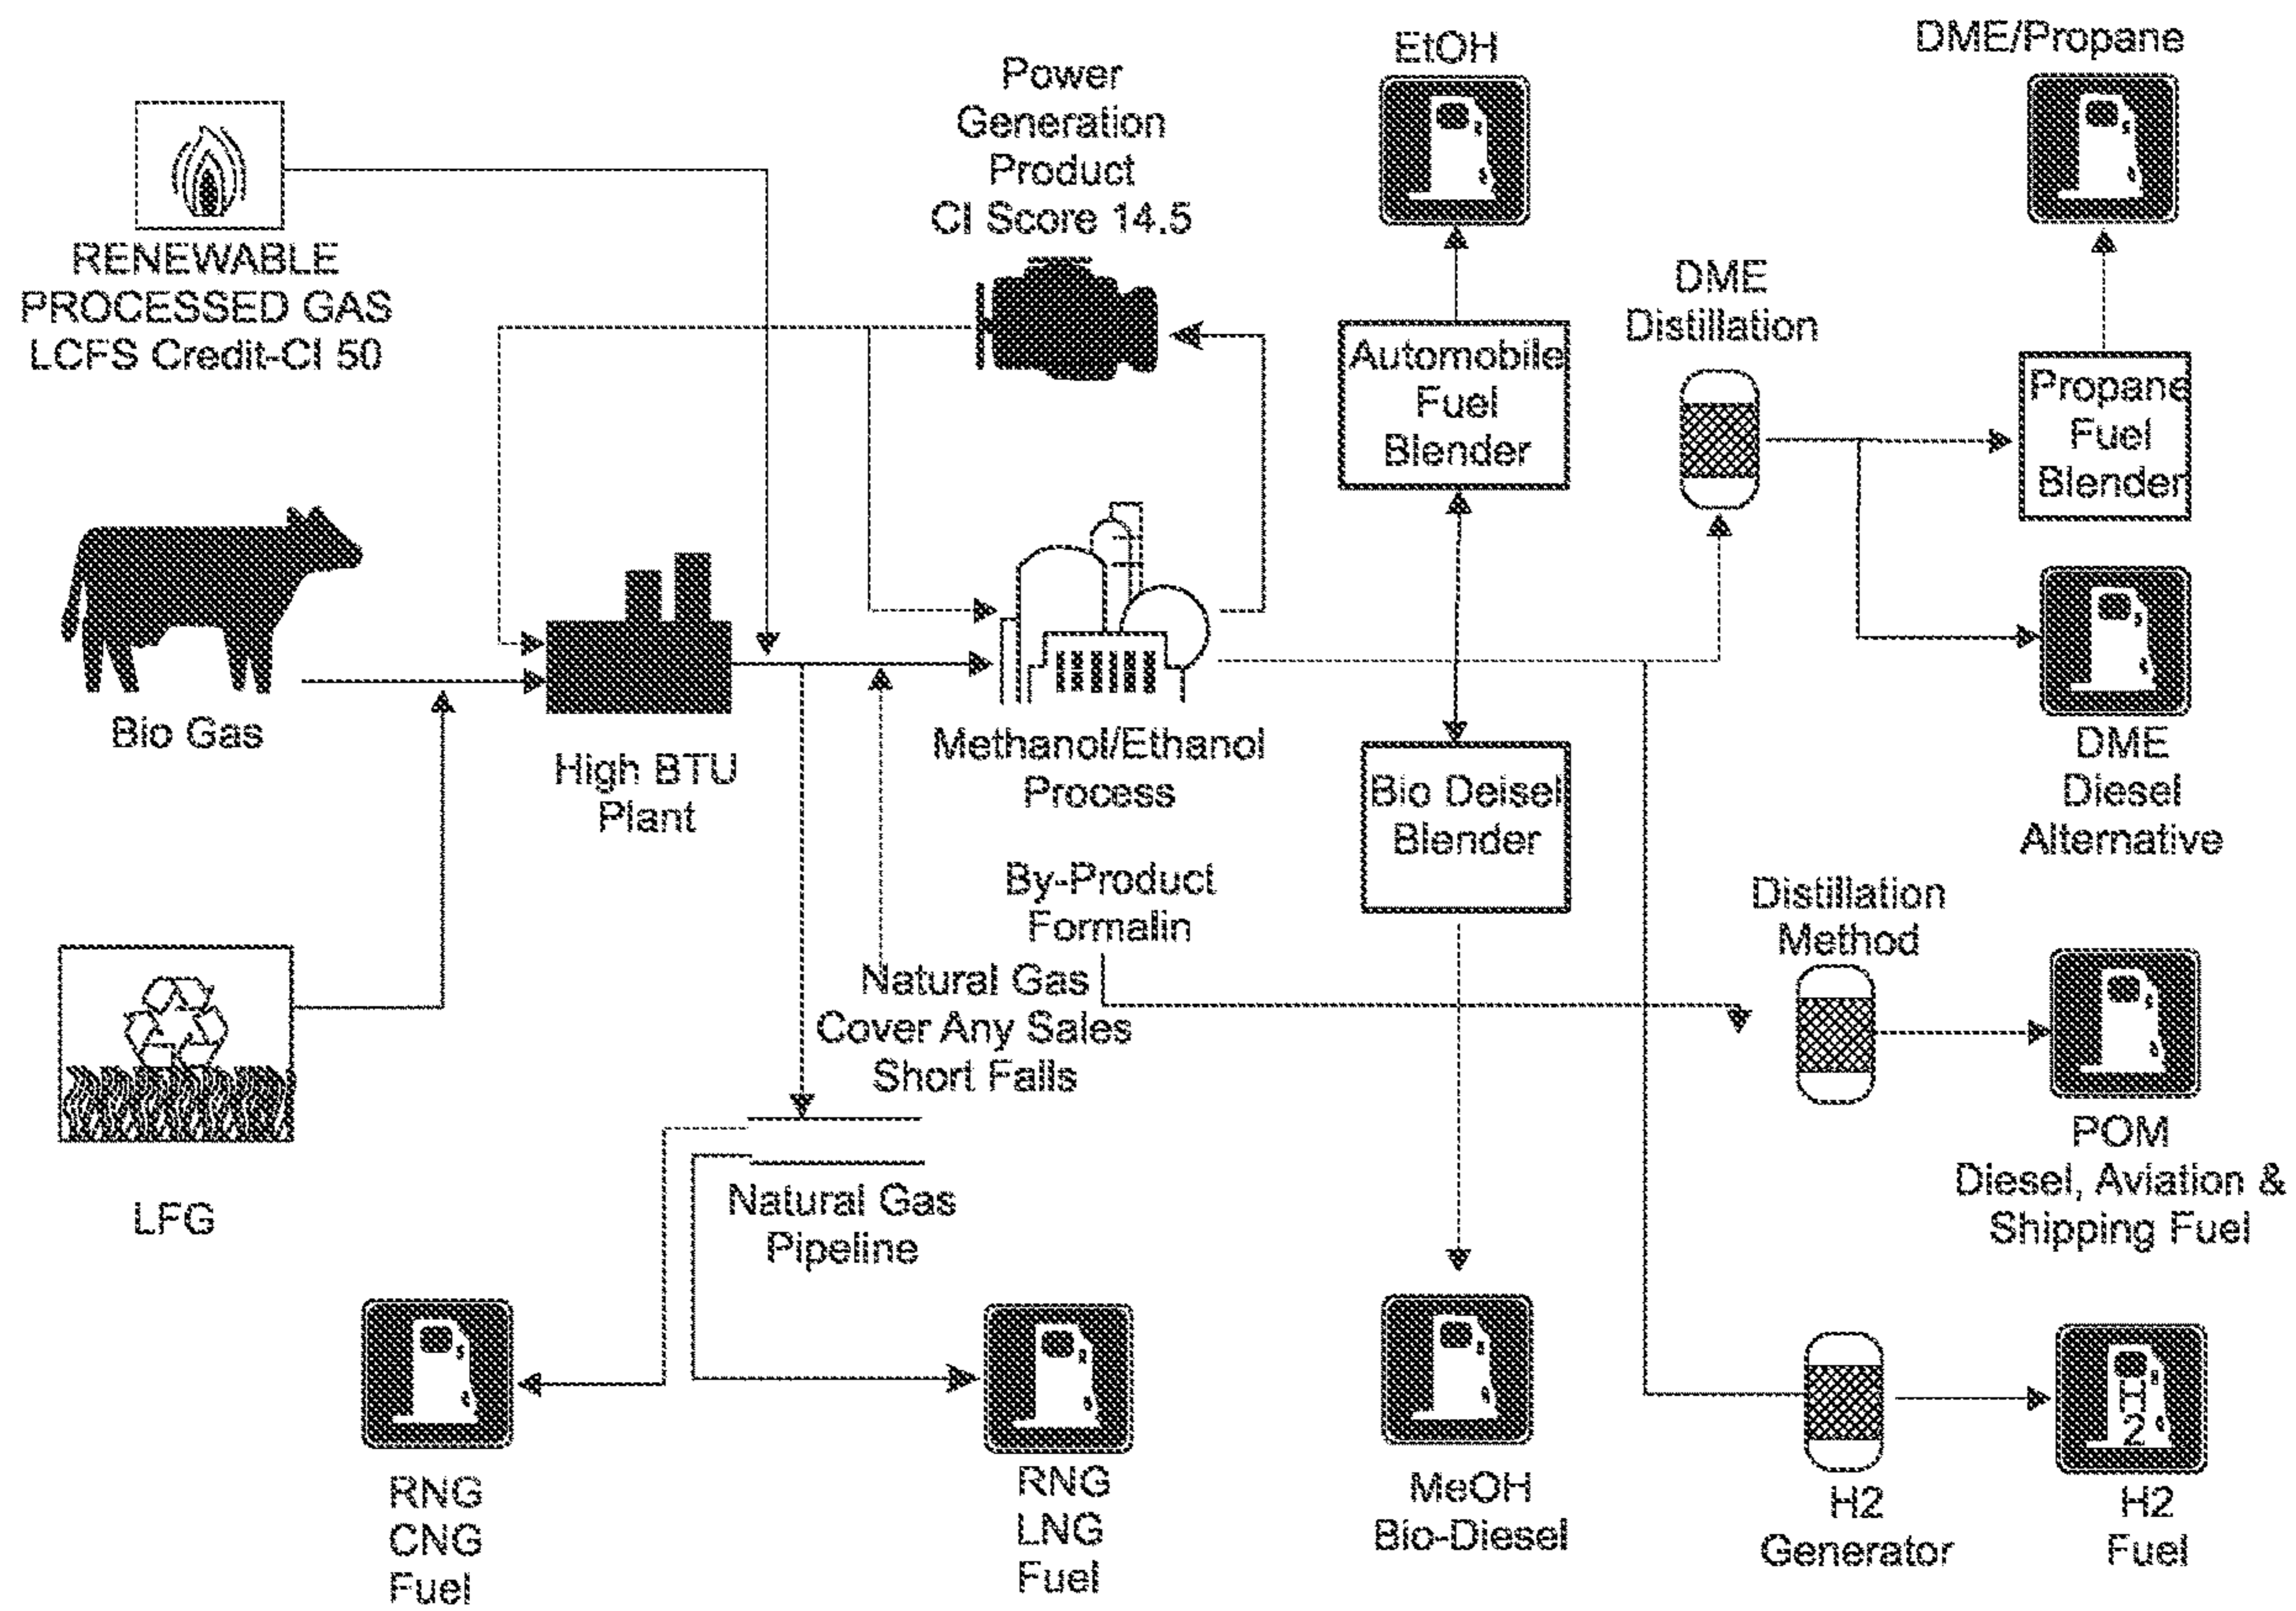 EtOH
DME/Propane
Power
Generation
Product
CI Score 14.5
RENEWABLE
PROCESSED GAS
LCFS Credit-CI 50
DME
Distillation
Automobile
Fuel
Blender
Propane
Fuel
Blender
Bio Gas
High BTU
Plant
Methanol/Ethanol
Process
Bio Deisel
Blender
DME
Diesel
Alternative
By-Product
Formalin
Distillation
Method
Natural Gas
Cover Any Sales
Short Falls
LFG
Natural Gas
Pipeline
POM
Diesel, Aviation &
Shipping Fuel
RNG
CNG
Fuel
RNG
LNG
Fuel
MeOH
Bio-Diesel
H2
Generator
H
2
H2
Fuel